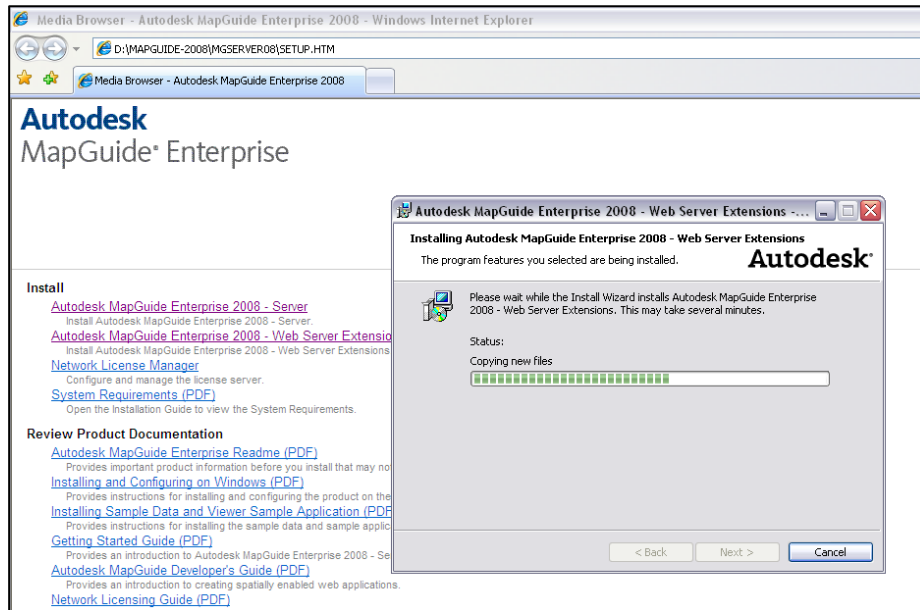 Media Browser - Autodesk MapGuide Enterprise 2008 - Windows Internet Explorer
D:\MAPGUIDE-2008\MGSERVER08\SETUP.HTM
Media Browser - Autodesk MapGuide Enterprise 2008
Autodesk
MapGuide® Enterprise
Autodesk MapGuide Enterprise 2008 - Web Server Extensions -...
Installing Autodesk MapGuide Enterprise 2008 - Web Server Extensions
The program features you selected are being installed.
Autodesk®
Please wait while the Install Wizard installs Autodesk MapGuide Enterprise
2008 - Web Server Extensions. This may take several minutes.
Status:
Copying new files
< Back Next > Cancel
Install
Autodesk MapGuide Enterprise 2008 - Server
Install Autodesk MapGuide Enterprise 2008 - Server.
Autodesk MapGuide Enterprise 2008 - Web Server Extensio
Install Autodesk MapGuide Enterprise 2008 - Web Server Extensions
Network License Manager
Configure and manage the license server.
System Requirements (PDF)
Open the Installation Guide to view the System Requirements.
Review Product Documentation
Autodesk MapGuide Enterprise Readme (PDF)
Provides important product information before you install that may not
Installing and Configuring on Windows (PDF)
Provides instructions for installing and configuring the product on the
Installing Sample Data and Viewer Sample Application (PDF
Provides instructions for installing the sample data and sample applic
Getting Started Guide (PDF)
Provides an introduction to Autodesk MapGuide Enterprise 2008 - Se
Autodesk MapGuide Developer's Guide (PDF)
Provides an introduction to creating spatially enabled web applications.
Network Licensing Guide (PDF)